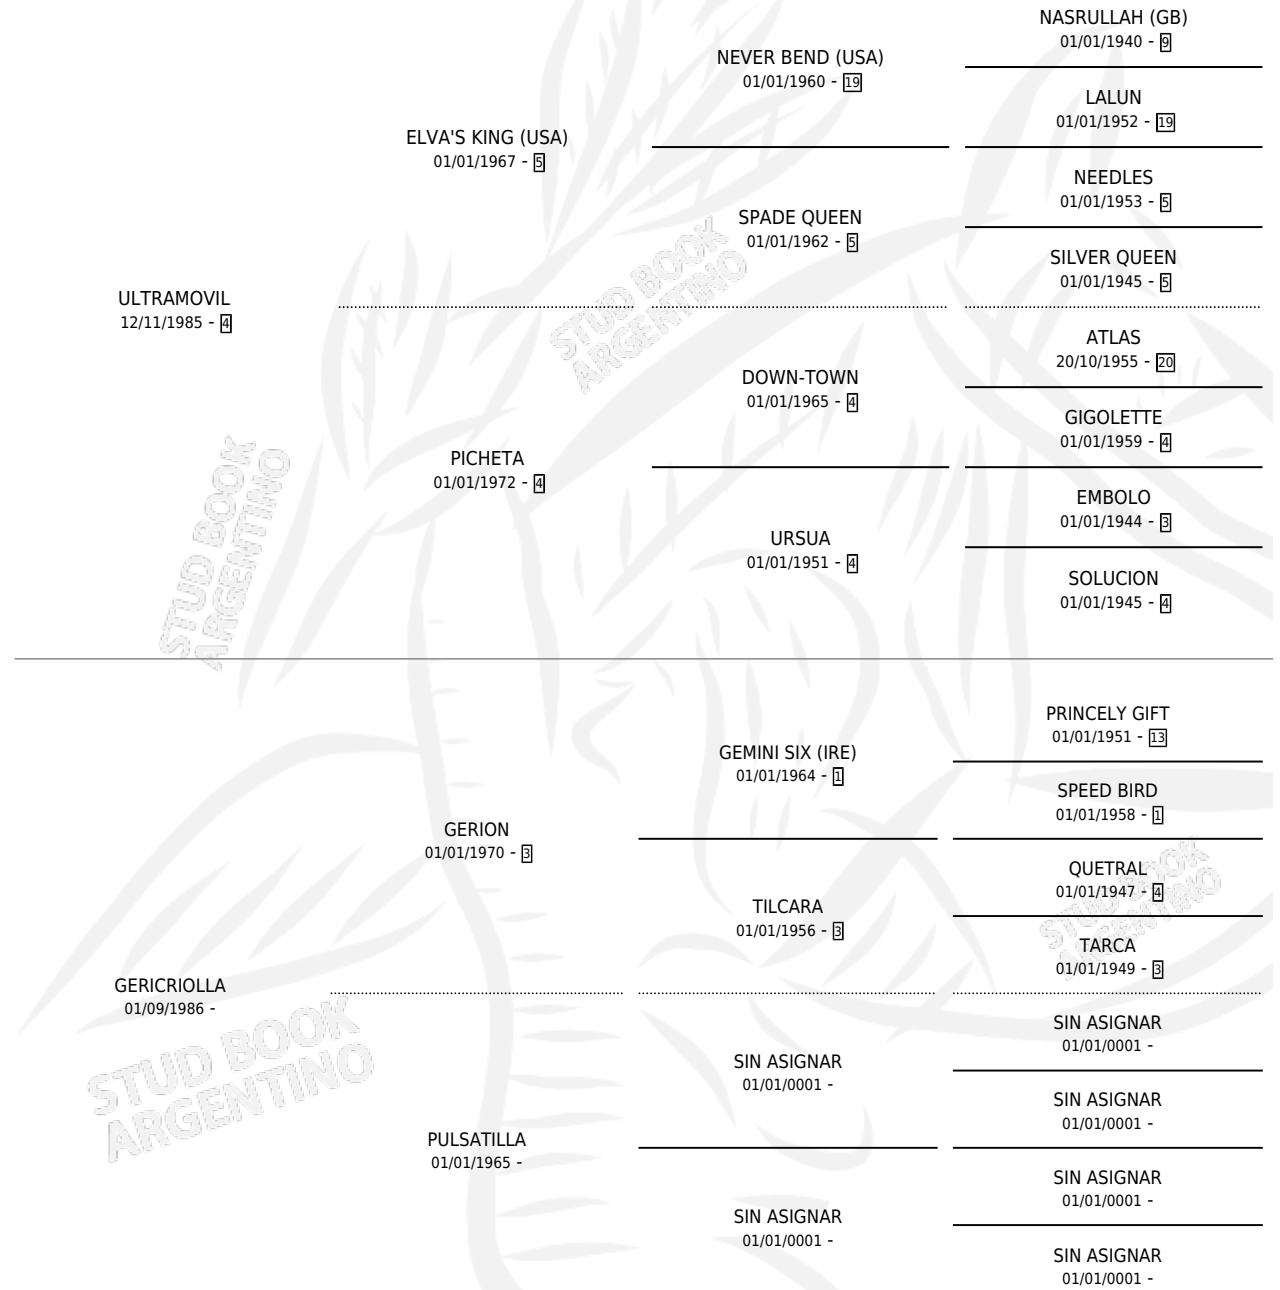 NASRULLAH (GB)
01/01/1940 - 9
NEVER BEND (USA)
01/01/1960 - 19
LALUN
01/01/1952 - 19
ELVA'S KING (USA)
01/01/1967 - 5
NEEDLES
01/01/1953 - 5
SPADE QUEEN
01/01/1962 - 5
SILVER QUEEN
01/01/1945 - 5
ULTRAMOVIL
12/11/1985 - 4
STUD BOOK
ARGENTINO
ATLAS
20/10/1955 - 20
DOWN-TOWN
01/01/1965 - 4
GIGOLETTE
01/01/1959 - 4
PICHETA
01/01/1972 - 4
EMBOLO
01/01/1944 - 3
URSUA
01/01/1951 - 4
SOLUCION
01/01/1945 - 4
STUD BOOK
ARGENTINO
PRINCELY GIFT
01/01/1951 - 13
GEMINI SIX (IRE)
01/01/1964 - 1
SPEED BIRD
01/01/1958 - 1
GERION
01/01/1970 - 3
QUETRAL
01/01/1947 - 4
TILCARA
01/01/1956 - 3
STUD BOOK
ARGENTINO
TARCA
01/01/1949 - 3
GERICRIOLLA
01/09/1986 -
STUD BOOK
ARGENTINO
SIN ASIGNAR
01/01/0001 -
SIN ASIGNAR
01/01/0001 -
SIN ASIGNAR
01/01/0001 -
PULSATILLA
01/01/1965 -
SIN ASIGNAR
01/01/0001 -
SIN ASIGNAR
01/01/0001 -
SIN ASIGNAR
01/01/0001 -